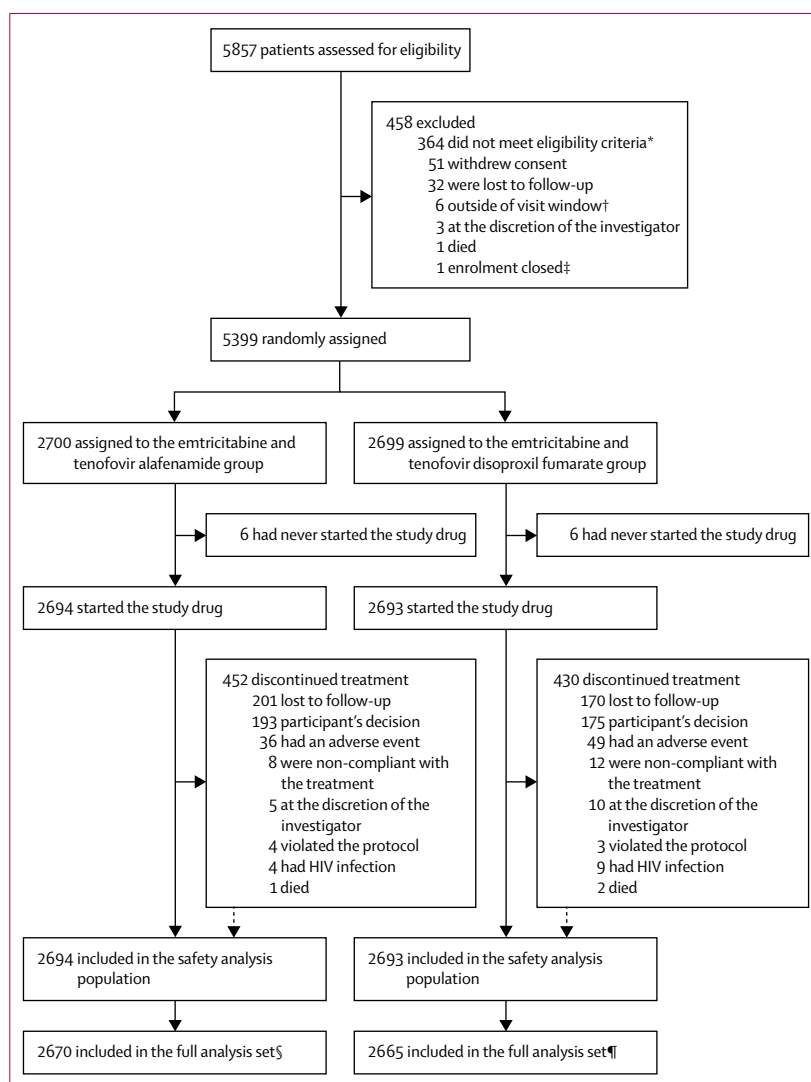 5857 patients assessed for eligibility
458 excluded
364 did not meet eligibility criteria*
51 withdrew consent
32 were lost to follow-up
6 outside of visit window†
3 at the discretion of the investigator
1 died
1 enrolment closed‡
5399 randomly assigned
2700 assigned to the emtricitabine and
tenofovir alafenamide group
2699 assigned to the emtricitabine and
tenofovir disoproxil fumarate group
6 had never started the study drug
6 had never started the study drug
2694 started the study drug
2693 started the study drug
452 discontinued treatment
201 lost to follow-up
193 participant's decision
36 had an adverse event
8 were non-compliant with
the treatment
5 at the discretion of the
investigator
4 violated the protocol
4 had HIV infection
1 died
430 discontinued treatment
170 lost to follow-up
175 participant's decision
49 had an adverse event
12 were non-compliant with
the treatment
10 at the discretion of the
investigator
3 violated the protocol
9 had HIV infection
2 died
2694 included in the safety analysis
population
2693 included in the safety analysis
population
2670 included in the full analysis set§
2665 included in the full analysis set¶